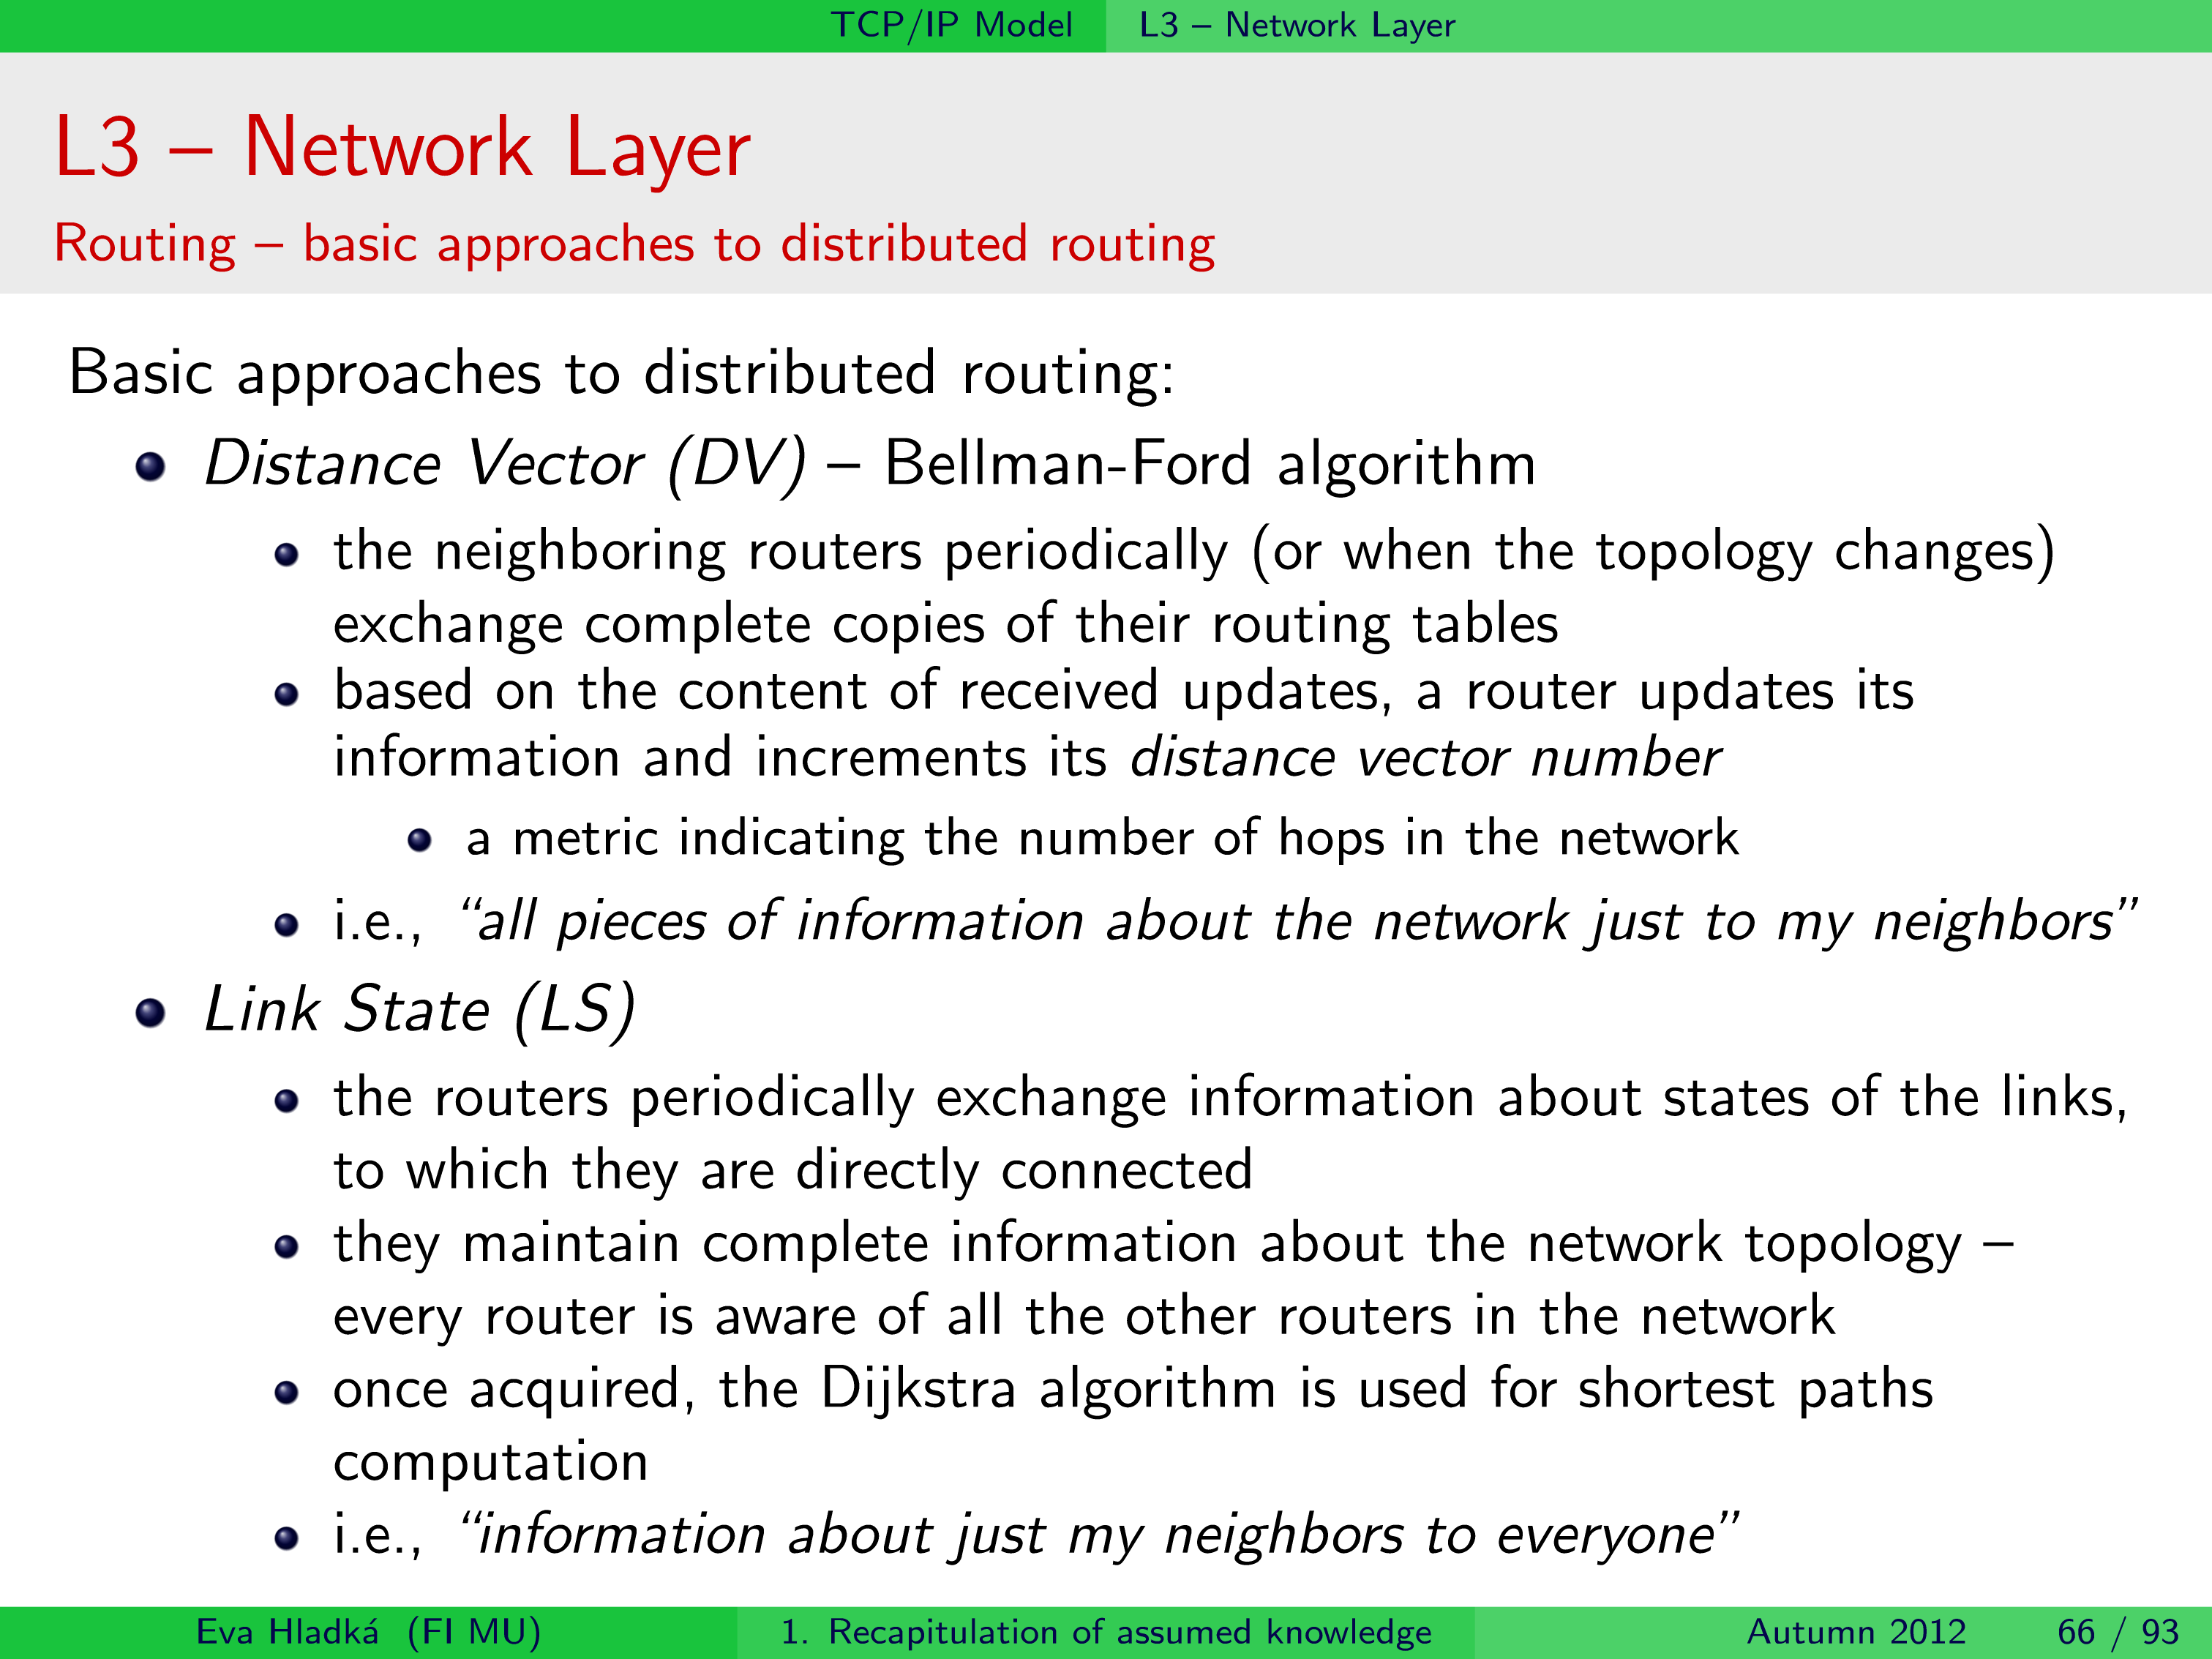 TCP/IP Model L3 – Network Layer
L3 – Network Layer
Routing – basic approaches to distributed routing
Basic approaches to distributed routing:
Distance Vector (DV) – Bellman-Ford algorithm
the neighboring routers periodically (or when the topology changes)
exchange complete copies of their routing tables
based on the content of received updates, a router updates its
information and increments its distance vector number
a metric indicating the number of hops in the network
i.e., “all pieces of information about the network just to my neighbors”
Link State (LS)
the routers periodically exchange information about states of the links,
to which they are directly connected
they maintain complete information about the network topology –
every router is aware of all the other routers in the network
once acquired, the Dijkstra algorithm is used for shortest paths
computation
i.e., “information about just my neighbors to everyone”
Eva Hladká (FI MU) 1. Recapitulation of assumed knowledge Autumn 2012 66 / 93